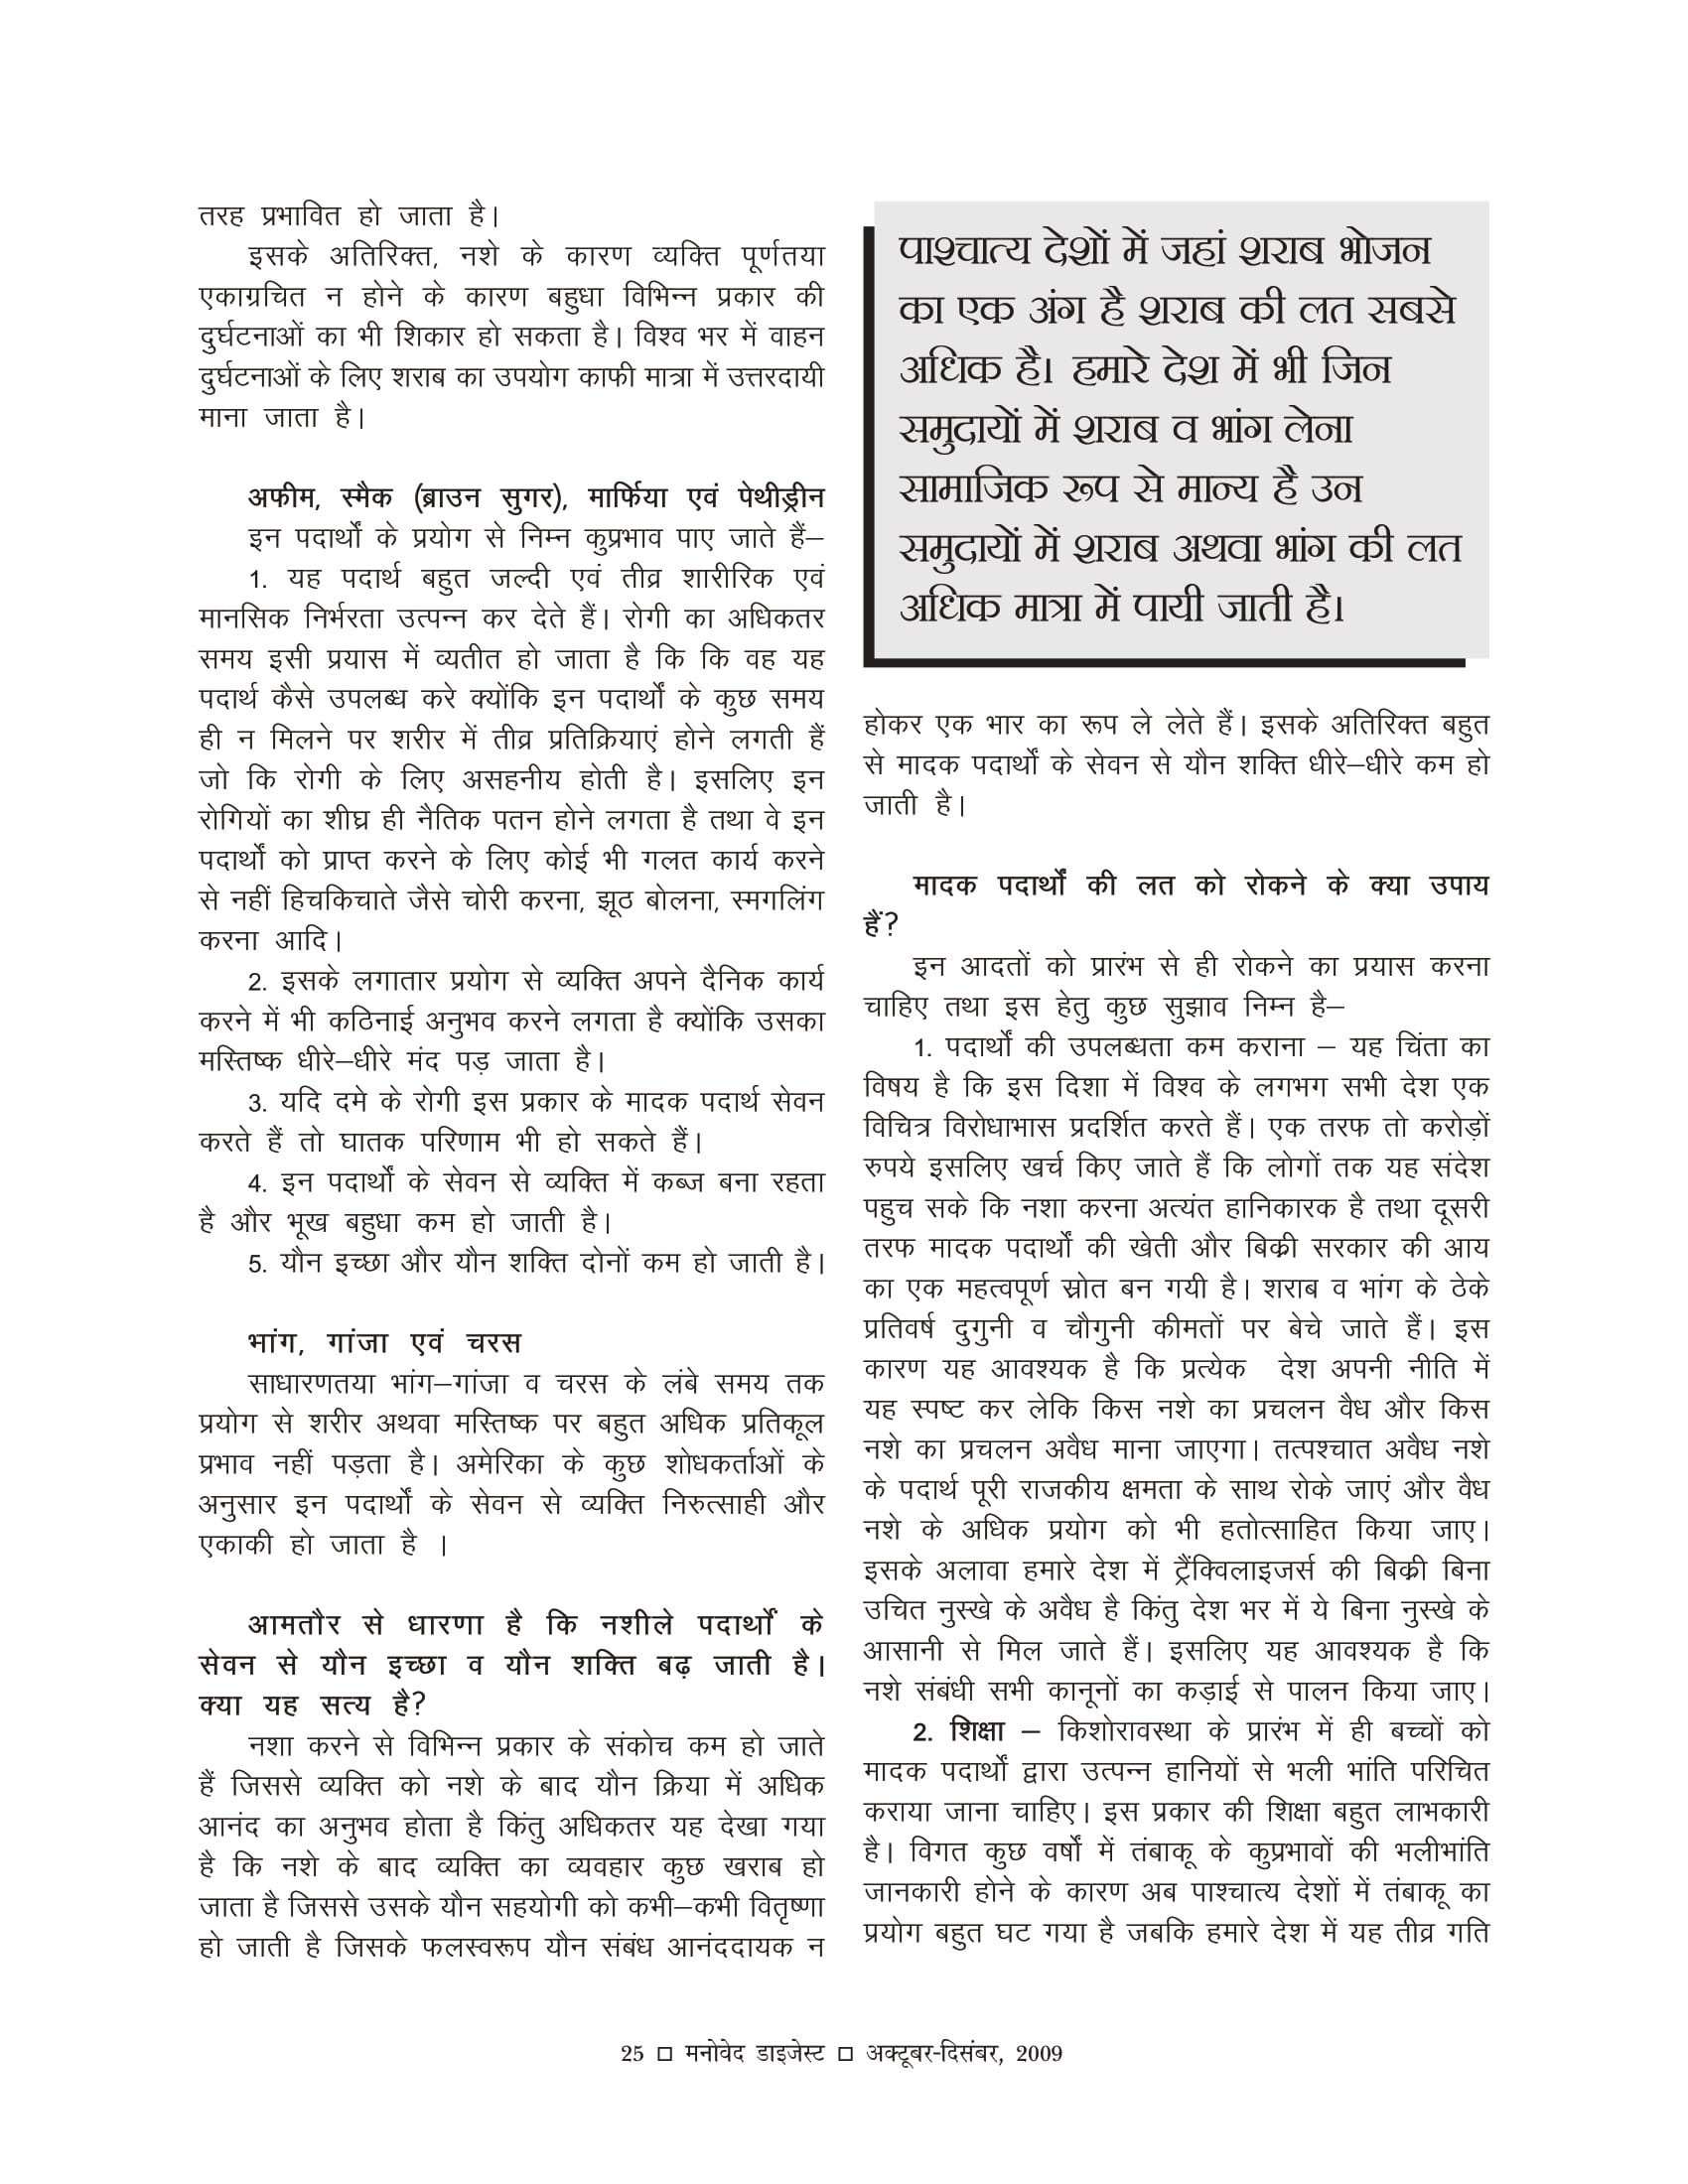 तरह प्रभावित हो जाता है।
इसके अतिरिक्त, नशे के कारण व्यक्ति पूर्णतया
एकाग्रचित न होने के कारण बहुधा विभिन्न प्रकार की
दुर्घटनाओं का भी शिकार हो सकता है। विश्व भर में वाहन
दुर्घटनाओं के लिए शराब का उपयोग काफी मात्रा में उत्तरदायी
माना जाता है।
अफीम, स्मैक (ब्राउन सुगर), मार्फिया एवं पेथीड्रीन
इन पदार्थों के प्रयोग से निम्न कुप्रभाव पाए जाते हैं–
1. यह पदार्थ बहुत जल्दी एवं तीव्र शारीरिक एवं
मानसिक निर्भरता उत्पन्न कर देते हैं। रोगी का अधिकतर
समय इसी प्रयास में व्यतीत हो जाता है कि कि वह यह
पदार्थ कैसे उपलब्ध करे क्योंकि इन पदार्थों के कुछ समय
ही न मिलने पर शरीर में तीव्र प्रतिक्रियाएं होने लगती हैं
जो कि रोगी के लिए असहनीय होती है। इसलिए इन
रोगियों का शीघ्र ही नैतिक पतन होने लगता है तथा वे इन
पदार्थों को प्राप्त करने के लिए कोई भी गलत कार्य करने
से नहीं हिचकिचाते जैसे चोरी करना, झूठ बोलना, स्मगलिंग
करना आदि।
2. इसके लगातार प्रयोग से व्यक्ति अपने दैनिक कार्य
करने में भी कठिनाई अनुभव करने लगता है क्योंकि उसका
मस्तिष्क धीरे–धीरे मंद पड़ जाता है।
3. यदि दमे के रोगी इस प्रकार के मादक पदार्थ सेवन
करते हैं तो घातक परिणाम भी हो सकते हैं।
4. इन पदार्थों के सेवन से व्यक्ति में कब्ज बना रहता
है और भूख बहुधा कम हो जाती है।
5. यौन इच्छा और यौन शक्ति दोनों कम हो जाती है।
भांग, गांजा एवं चरस
साधारणतया भांग–गांजा व चरस के लंबे समय तक
प्रयोग से शरीर अथवा मस्तिष्क पर बहुत अधिक प्रतिकूल
प्रभाव नहीं पड़ता है। अमेरिका के कुछ शोधकर्ताओं के
अनुसार इन पदार्थों के सेवन से व्यक्ति निरुत्साही और
एकाकी हो जाता है ।
आमतौर से धारणा है कि नशीले पदार्थों के
सेवन से यौन इच्छा व यौन शक्ति बढ़ जाती है।
क्या यह सत्य है?
नशा करने से विभिन्न प्रकार के संकोच कम हो जाते
हैं जिससे व्यक्ति को नशे के बाद यौन क्रिया में अधिक
आनंद का अनुभव होता है किंतु अधिकतर यह देखा गया
है कि नशे के बाद व्यक्ति का व्यवहार कुछ खराब हो
जाता है जिससे उसके यौन सहयोगी को कभी–कभी वितृष्णा
हो जाती है जिसके फलस्वरूप यौन संबंध आनंददायक न
पाश्चात्य देशों में जहां शराब भोजन
का एक अंग है शराब की लत सबसे
अधिक है। हमारे देश में भी जिन
समुदायों में शराब व भांग लेना
सामाजिक रूप से मान्य है उन
समुदायों में शराब अथवा भांग की लत
अधिक मात्रा में पायी जाती है।
होकर एक भार का रूप ले लेते हैं। इसके अतिरिक्त बहुत
से मादक पदार्थों के सेवन से यौन शक्ति धीरे–धीरे कम हो
जाती है।
मादक पदार्थों की लत को रोकने के क्या उपाय
हैं?
इन आदतों को प्रारंभ से ही रोकने का प्रयास करना
चाहिए तथा इस हेतु कुछ सुझाव निम्न है–
1. पदार्थों की उपलब्धता कम कराना – यह चिंता का
विषय है कि इस दिशा में विश्व के लगभग सभी देश एक
विचित्र विरोधाभास प्रदर्शित करते हैं। एक तरफ तो करोड़ों
रुपये इसलिए खर्च किए जाते हैं कि लोगों तक यह संदेश
पहुच सके कि नशा करना अत्यंत हानिकारक है तथा दूसरी
तरफ मादक पदार्थों की खेती और बिक्री सरकार की आय
का एक महत्वपूर्ण स्रोत बन गयी है। शराब व भांग के ठेके
प्रतिवर्ष दुगुनी व चौगुनी कीमतों पर बेचे जाते हैं। इस
कारण यह आवश्यक है कि प्रत्येक देश अपनी नीति में
यह स्पष्ट कर लेकि किस नशे का प्रचलन वैध और किस
नशे का प्रचलन अवैध माना जाएगा। तत्पश्चात अवैध नशे
के पदार्थ पूरी राजकीय क्षमता के साथ रोके जाएं और वैध
नशे के अधिक प्रयोग को भी हतोत्साहित किया जाए।
इसके अलावा हमारे देश में ट्रैंक्विलाइजर्स की बिक्री बिना
उचित नुस्खे के अवैध है किंतु देश भर में ये बिना नुस्खे के
आसानी से मिल जाते हैं। इसलिए यह आवश्यक है कि
नशे संबंधी सभी कानूनों का कड़ाई से पालन किया जाए।
2. शिक्षा – किशोरावस्था के प्रारंभ में ही बच्चों को
मादक पदार्थों द्वारा उत्पन्न हानियों से भली भांति परिचित
कराया जाना चाहिए। इस प्रकार की शिक्षा बहुत लाभकारी
है। विगत कुछ वर्षों में तंबाकू के कुप्रभावों की भलीभांति
जानकारी होने के कारण अब पाश्चात्य देशों में तंबाकू का
प्रयोग बहुत घट गया है जबकि हमारे देश में यह तीव्र गति
25 □ मनोवेद डाइजेस्ट □ अक्टूबर-दिसंबर, 2009